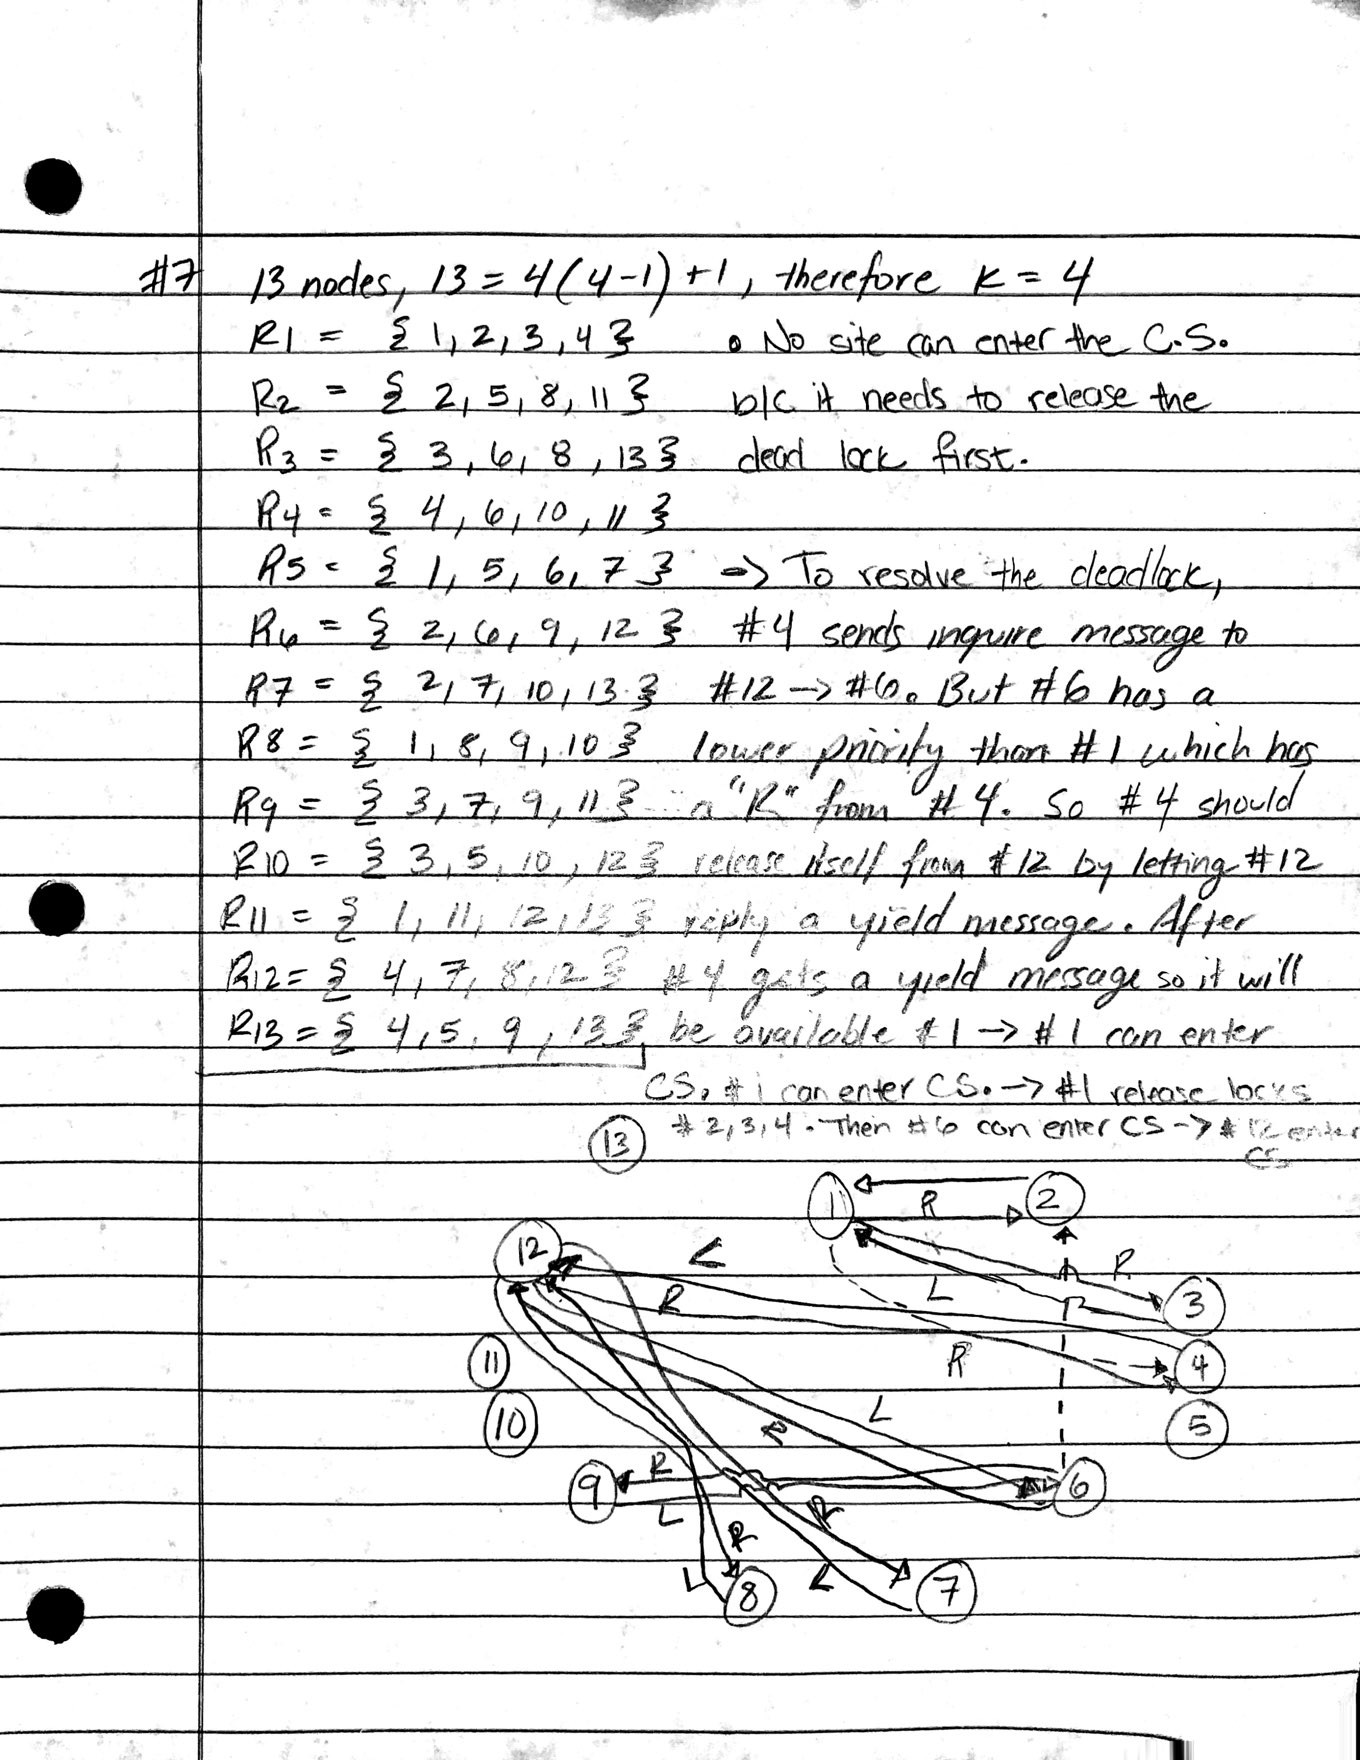 #7 13 nodes, 13 = 4(4-1)+1, therefore K = 4
R1 = { 1, 2, 3, 4 } • No site can enter the C.S.
R2 = { 2, 5, 8, 11 } b/c it needs to release the
R3 = { 3, 6, 8, 13 } dead lock first.
R4 = { 4, 6, 10, 11 }
R5 = { 1, 5, 6, 7 } => To resolve the deadlock,
R6 = { 2, 6, 9, 12 } #4 sends inquire message to
R7 = { 2, 7, 10, 13 } #12 -> #6. But #6 has a
R8 = { 1, 8, 9, 10 } lower priority than #1 which has
R9 = { 3, 7, 9, 11 } a "R" from #4. So #4 should
R10 = { 3, 5, 10, 12 } release itself from #12 by letting #12
R11 = { 1, 11, 12, 13 } reply a yield message. After
R12 = { 4, 7, 8, 12 } #4 gets a yield message so it will
R13 = { 4, 5, 9, 13 } be available #1 -> #1 can enter
CS. #1 can enter CS. -> #1 release locks
#2, 3, 4. Then #6 can enter CS -> #12 enter
CS
13
1 R 2
12 L R
R L 3
11 R 4
10 L R 5
9 R L 6
R R
L 8 L 7